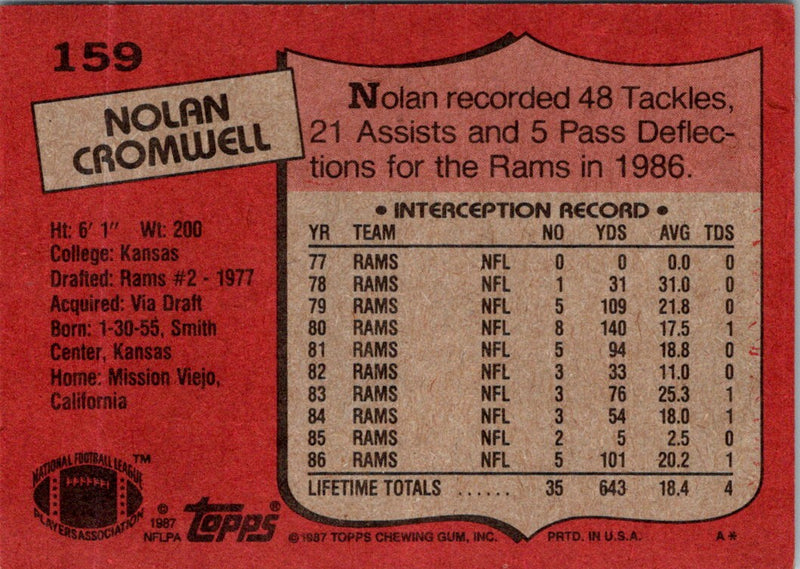 159
NOLAN
CROMWELL
Nolan recorded 48 Tackles,
21 Assists and 5 Pass Deflec-
tions for the Rams in 1986.
Ht: 6' 1" Wt: 200
College: Kansas
Drafted: Rams #2 - 1977
Acquired: Via Draft
Born: 1-30-55, Smith
Center, Kansas
Home: Mission Viejo,
California
• INTERCEPTION RECORD •
YR TEAM NO YDS AVG TDS
77 RAMS NFL 0 0 0.0 0
78 RAMS NFL 1 31 31.0 0
79 RAMS NFL 5 109 21.8 0
80 RAMS NFL 8 140 17.5 1
81 RAMS NFL 5 94 18.8 0
82 RAMS NFL 3 33 11.0 0
83 RAMS NFL 3 76 25.3 1
84 RAMS NFL 3 54 18.0 1
85 RAMS NFL 2 5 2.5 0
86 RAMS NFL 5 101 20.2 1
LIFETIME TOTALS ...... 35 643 18.4 4
NATIONAL FOOTBALL LEAGUE ™
PLAYERS ASSOCIATION
© 1987
NFLPA
topps®
© 1987 TOPPS CHEWING GUM, INC. PRTD. IN U.S.A. A*